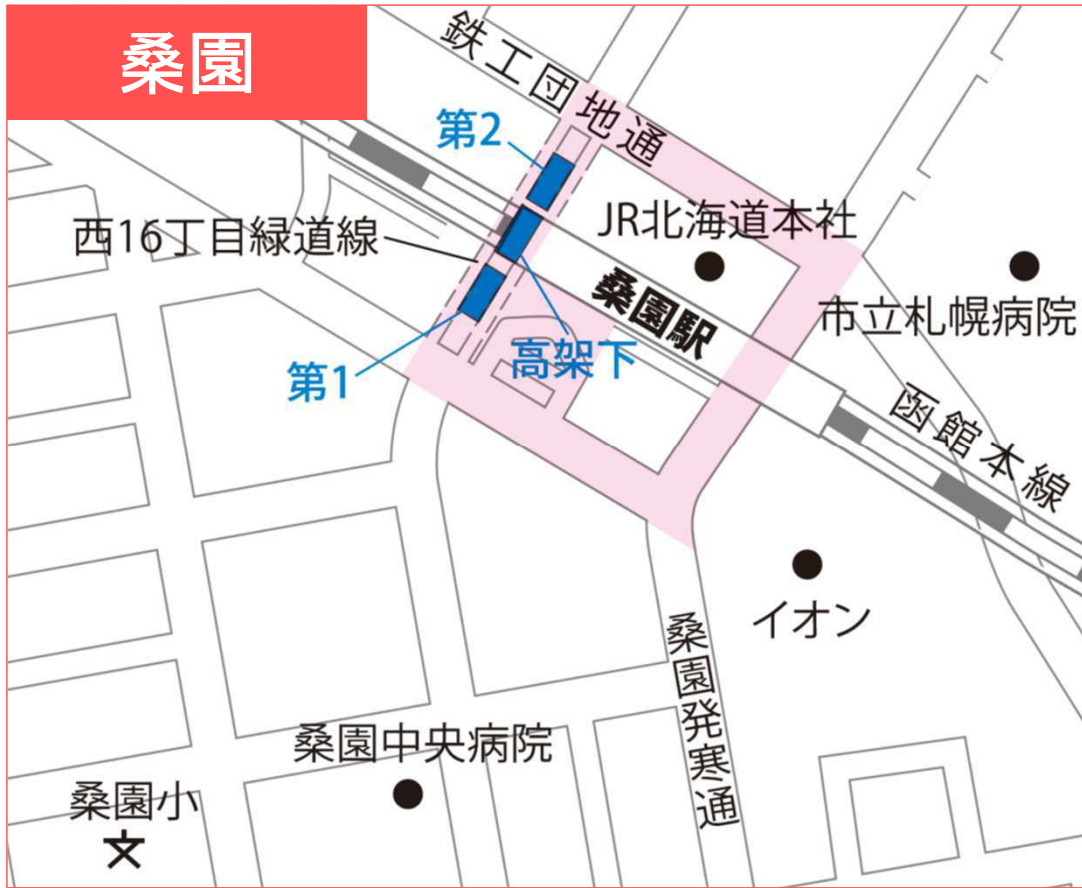 桑園
鉄工団地通
第2
西16丁目緑道線
JR北海道本社
市立札幌病院
桑園駅
高架下
第1
函館本線
イオン
桑園発寒通
桑園中央病院
桑園小